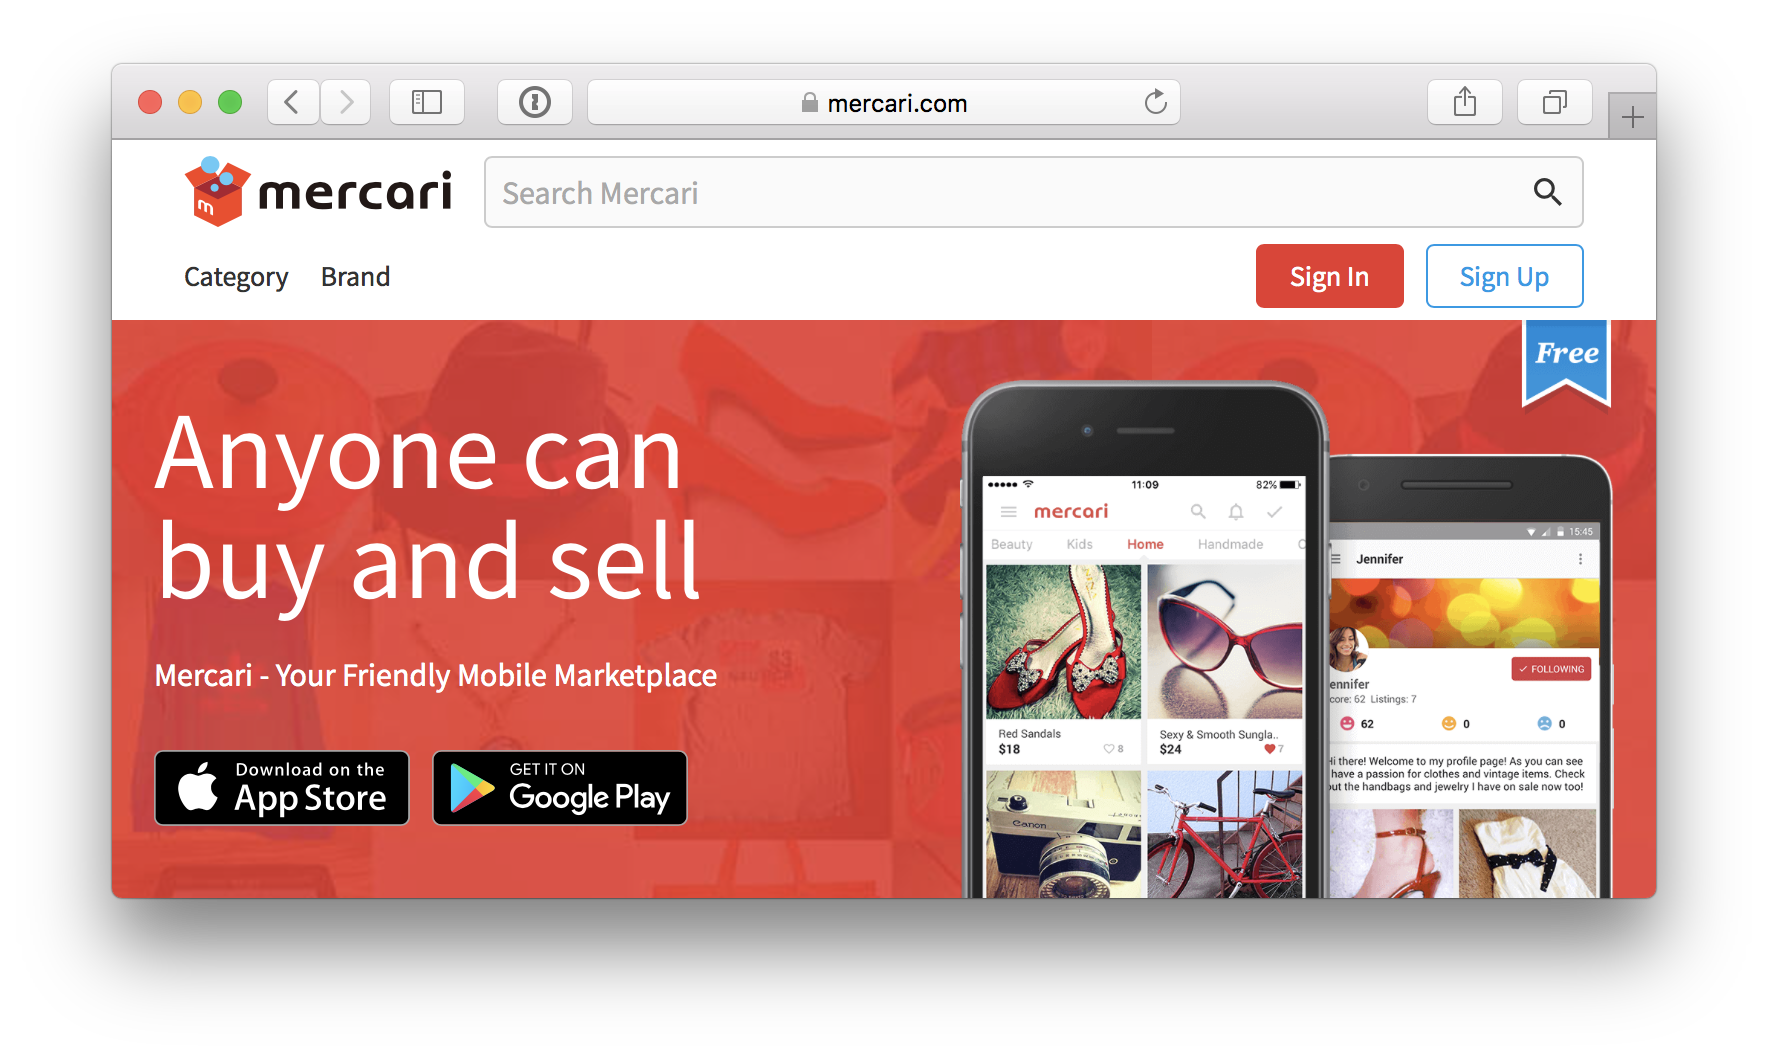 mercari.com
m
mercari
Search Mercari
Category Brand
Sign In
Sign Up
Free
Anyone can
buy and sell
Mercari - Your Friendly Mobile Marketplace
Download on the
App Store
GET IT ON
Google Play
11:09
82%
mercari
Beauty Kids Home Handmade C
Red Sandals
$18
8
Sexy & Smooth Sungla..
$24
7
Canon
15:45
Jennifer
FOLLOWING
ennifer
core: 62 Listings: 7
62 0 0
Hi there! Welcome to my profile page! As you can see
have a passion for clothes and vintage items. Check
out the handbags and jewelry I have on sale now too!